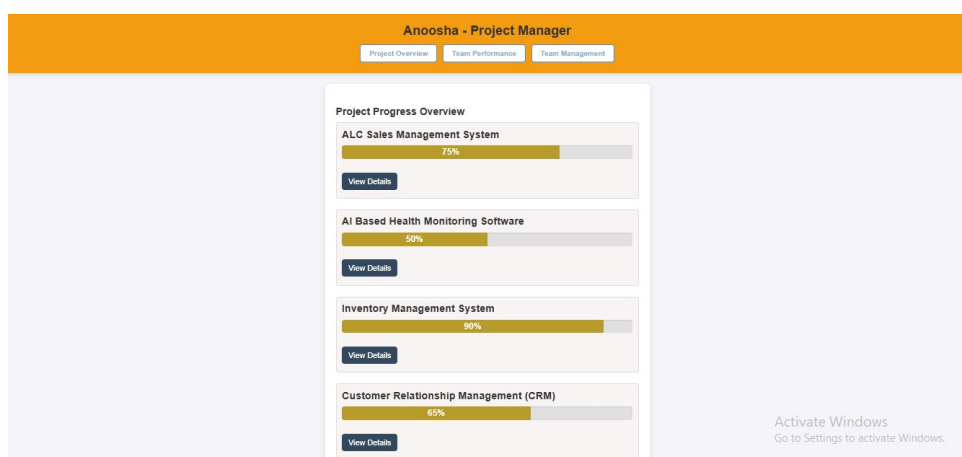 Anoosha - Project Manager
Project Overview Team Performance Team Management
Project Progress Overview
ALC Sales Management System
75%
View Details
AI Based Health Monitoring Software
50%
View Details
Inventory Management System
90%
View Details
Customer Relationship Management (CRM)
65%
View Details
Activate Windows
Go to Settings to activate Windows.